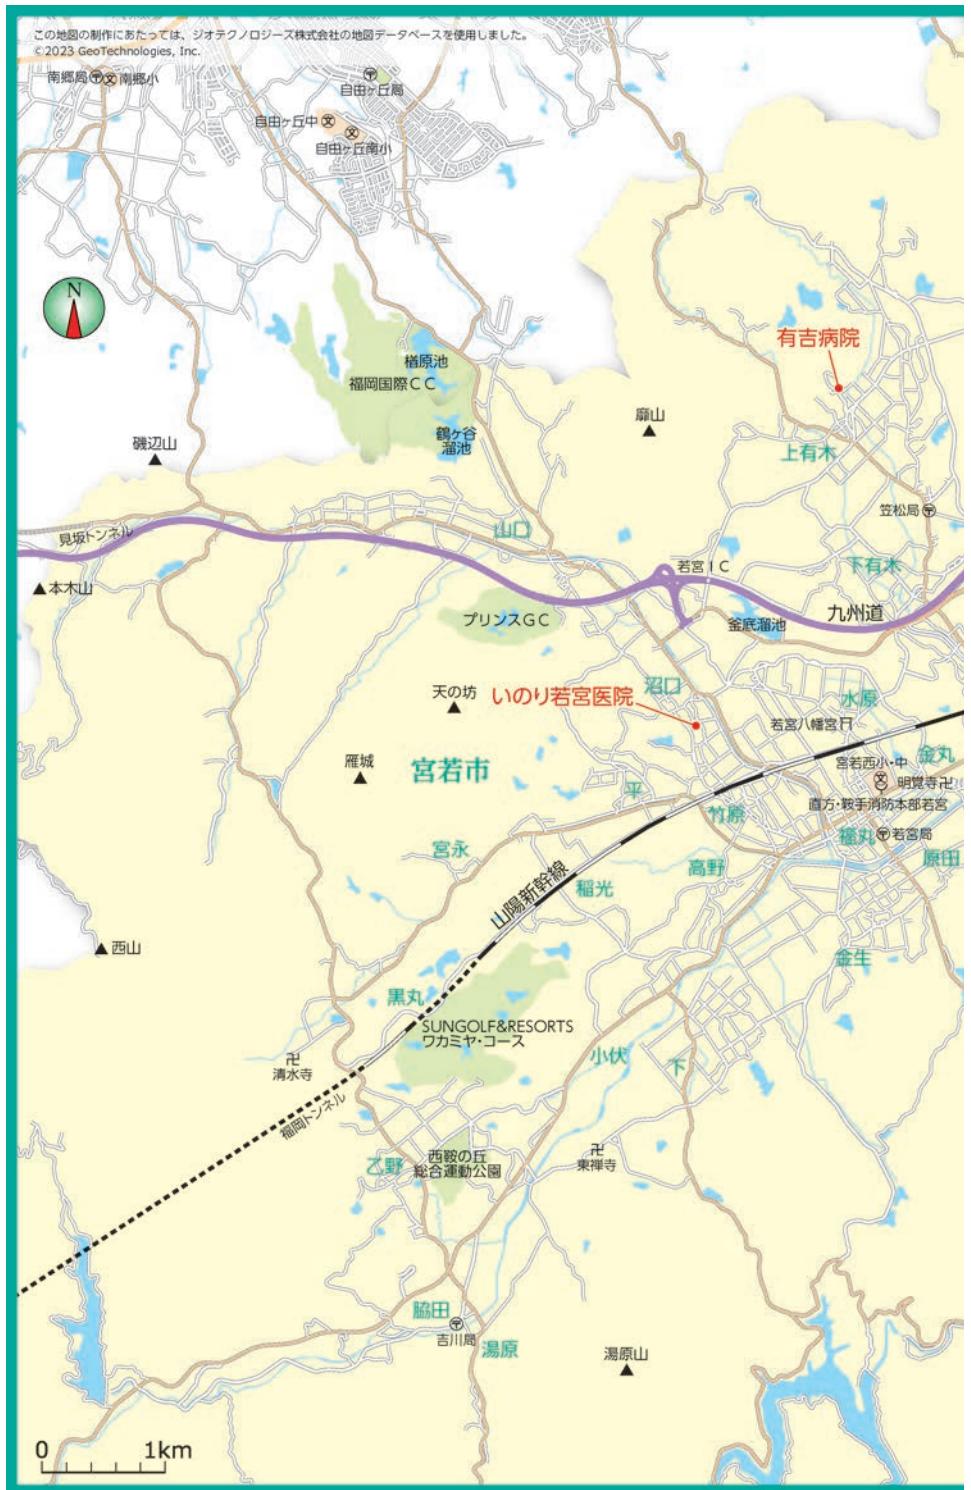 この地図の制作にあたっては、ジオテクノロジーズ株式会社の地図データベースを使用しました。
©2023 GeoTechnologies, Inc.
南郷局
南郷小
自由ヶ丘局
自由ヶ丘中
自由ヶ丘南小
N
有吉病院
楢原池
福岡国際CC
鶴ヶ谷
溜池
靡山
磯辺山
上有木
笠松局
山口
見坂トンネル
若宮IC
下有木
本木山
九州道
プリンスGC
釜底溜池
沼口
水原
天の坊
いのり若宮医院
若宮八幡宮
金丸
雁城
宮若市
宮若西小・中
明覚寺
平
竹原
直方・鞍手消防本部若宮
福丸
若宮局
宮永
原田
高野
稲光
山陽新幹線
西山
金生
黒丸
SUNGOLF&RESORTS
ワカミヤ・コース
小伏
下
清水寺
福岡トンネル
西鞍の丘
総合運動公園
乙野
東禅寺
脇田
吉川局
湯原
湯原山
0 1km